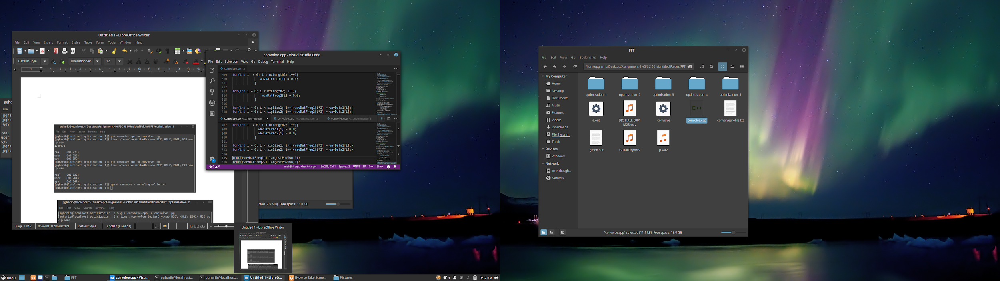 Untitled 1 - LibreOffice Writer
File Edit View Insert Format Styles Table Form Tools Window Help
Default Style Liberation Ser 12
1 1 2 3 4 5 6 7 8 9 10 11 12 13 14 15 16
pgha
File
[pgha
[pgha
.wav
real
user
sys
[pgha
[pgha
pgharib@localhost:~/Desktop/Assignment 4 -CPSC 501/Untitled Folder/FFT /optimization 1
File Edit View Search Terminal Help
[pgharib@localhost optimization 1]$ g++ convolve.cpp -o convolve -pg
[pgharib@localhost optimization 1]$ time ./convolve GuitarDry.wav BIG\ HALL\ E001\ M2S.wav
p.wav
1769472
real 0m2.778s
user 0m2.690s
sys 0m0.059s
[pgharib@localhost optimization 1]$ g++ convolve.cpp -o convolve -pg
[pgharib@localhost optimization 1]$ time ./convolve GuitarDry.wav BIG\ HALL\ E001\ M2S.wav
p.wav
real 0m2.832s
user 0m2.764s
sys 0m0.047s
[pgharib@localhost optimization 1]$ gprof convolve > convolveprofile.txt
[pgharib@localhost optimization 1]$
pgharib@localhost:~/Desktop/Assignment 4 -CPSC 501/Untitled Folder/FFT /optimization 2
File Edit View Search Terminal Help
[pgharib@localhost optimization 2]$ g++ convolve.cpp -o convolve -pg
[pgharib@localhost optimization 2]$ time ./convolve GuitarDry.wav BIG\ HALL\ E001\ M2S.wa
v p.wav
Page 1 of 2 0 words, 0 characters Default Style English (Canada)
convolve.cpp - Visual Studio Code
File Edit Selection View Go Debug Terminal Help
convolve.cpp
209 for(int i = 0; i < mxLength2; i++){
210 wavDatFreq1[i] = 0.0;
211 }
212
213 for(int i = 0; i < mxLength2; i++){
214 wavDatFreq2[i] = 0.0;
215 }
216
217 for(int i = 0; i < sigSize1; i++){wavDatFreq1[i*2] = wavData1[i];}
218 for(int i = 0; i < sigSize2; i++){wavDatFreq2[i*2] = wavData2[i];}
convolve.cpp ~/.../optimization 1 convolve.cpp ~/.../optimization 2 convolve.cpp ~/.../optimization 3
207 for(int i = 0; i < mxLength2; i++){
208 wavDatFreq1[i] = 0.0;
209 wavDatFreq2[i] = 0.0;
210 }
211
212 for(int i = 0; i < sigSize1; i++){wavDatFreq1[i*2] = wavData1[i];}
213 for(int i = 0; i < sigSize2; i++){wavDatFreq2[i*2] = wavData2[i];}
214
215 four1(wavDatFreq1-1,largestPowTwo,1);
216 four1(wavDatFreq2-1,largestPowTwo,1);
0 0 main(int argc, char ** argv) Ln 215, Col 1 Spaces: 2 UTF-8 LF C++ Linux
cted (2.5 MB), Free space: 18.0 GB
Untitled 1 - LibreOffice Writer
Menu FFT convolve.cpp - Visu... pgharib@localhost... pgharib@localhost... Untitled 1 - LibreO... [How to Take Scree... Pictures 1 7:32 PM
FFT
File Edit View Go Bookmarks Help
/home/pgharib/Desktop/Assignment 4 -CPSC 501/Untitled Folder/FFT
My Computer
Home
Desktop
Documents
Music
Pictures
Videos
Downloads
File System
Trash
Devices
Windows
Network
patrick.a.gh...
Network
optimization 1 optimization 2 optimization 3 optimization 4 optimization 5
C++
a.out BIG HALL E001 M2S.wav convolve convolve.cpp convolveprofile.txt
gmon.out GuitarDry.wav p.wav
"convolve.cpp" selected (11.1 kB), Free space: 18.0 GB